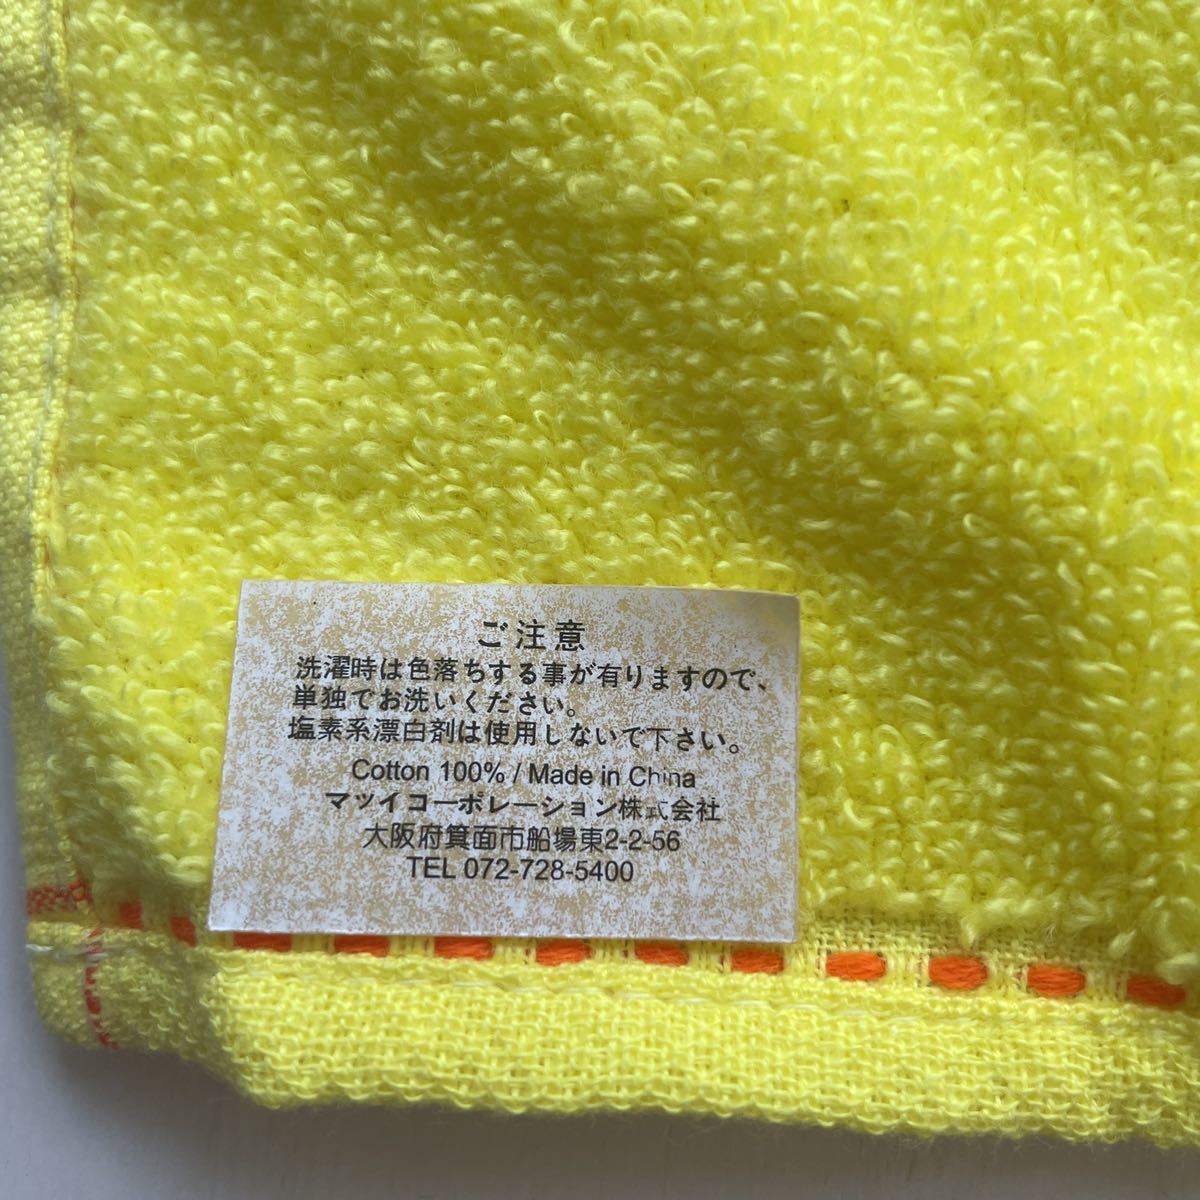 ご注意
洗濯時は色落ちする事が有りますので、
単独でお洗いください。
塩素系漂白剤は使用しないで下さい。
Cotton 100% / Made in China
マツイコーポレーション株式会社
大阪府箕面市船場東2-2-56
TEL 072-728-5400